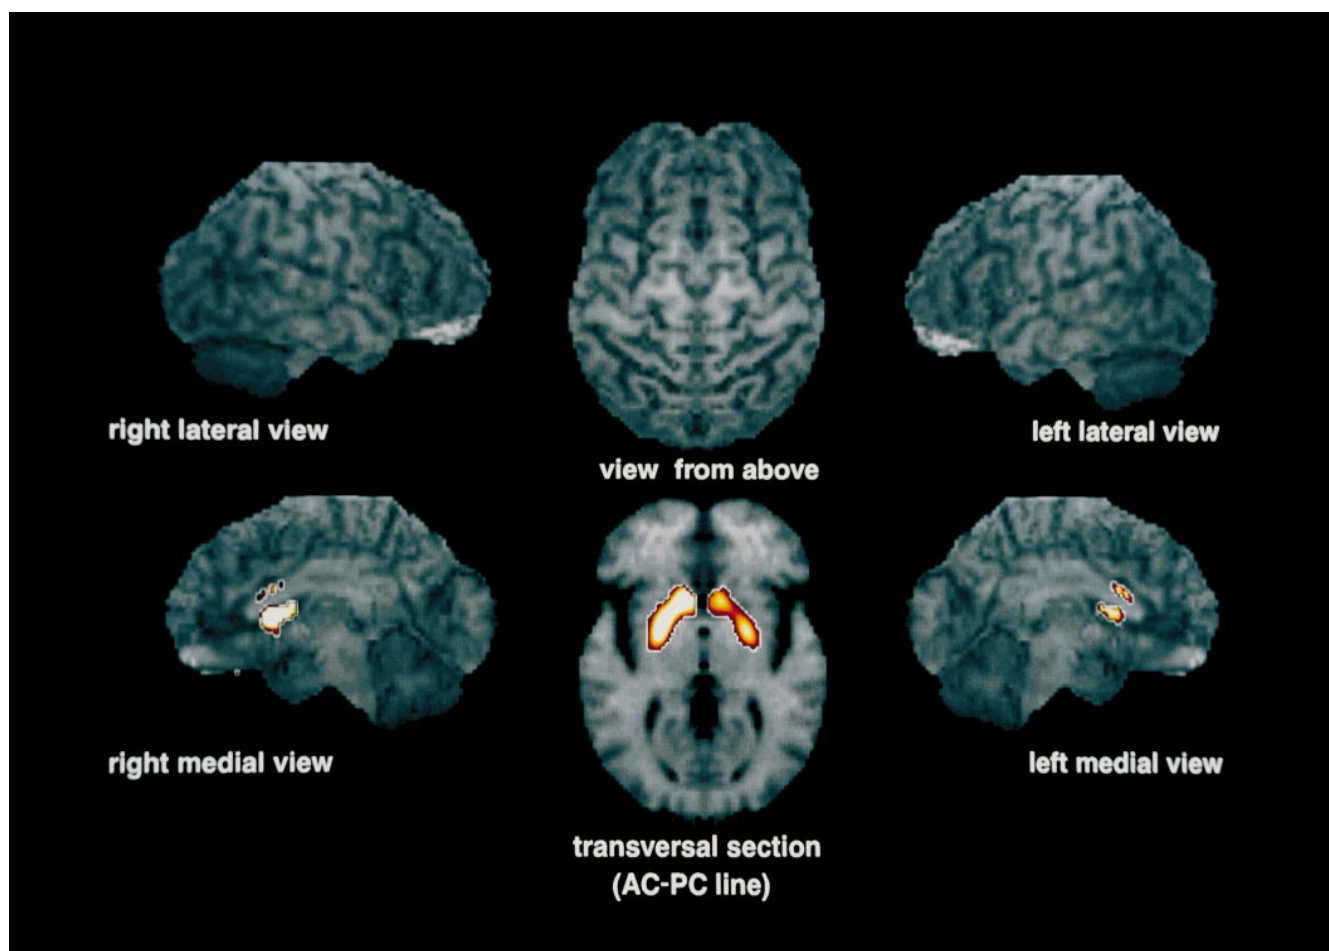 right lateral view
view from above
left lateral view
right medial view
transversal section
(AC-PC line)
left medial view